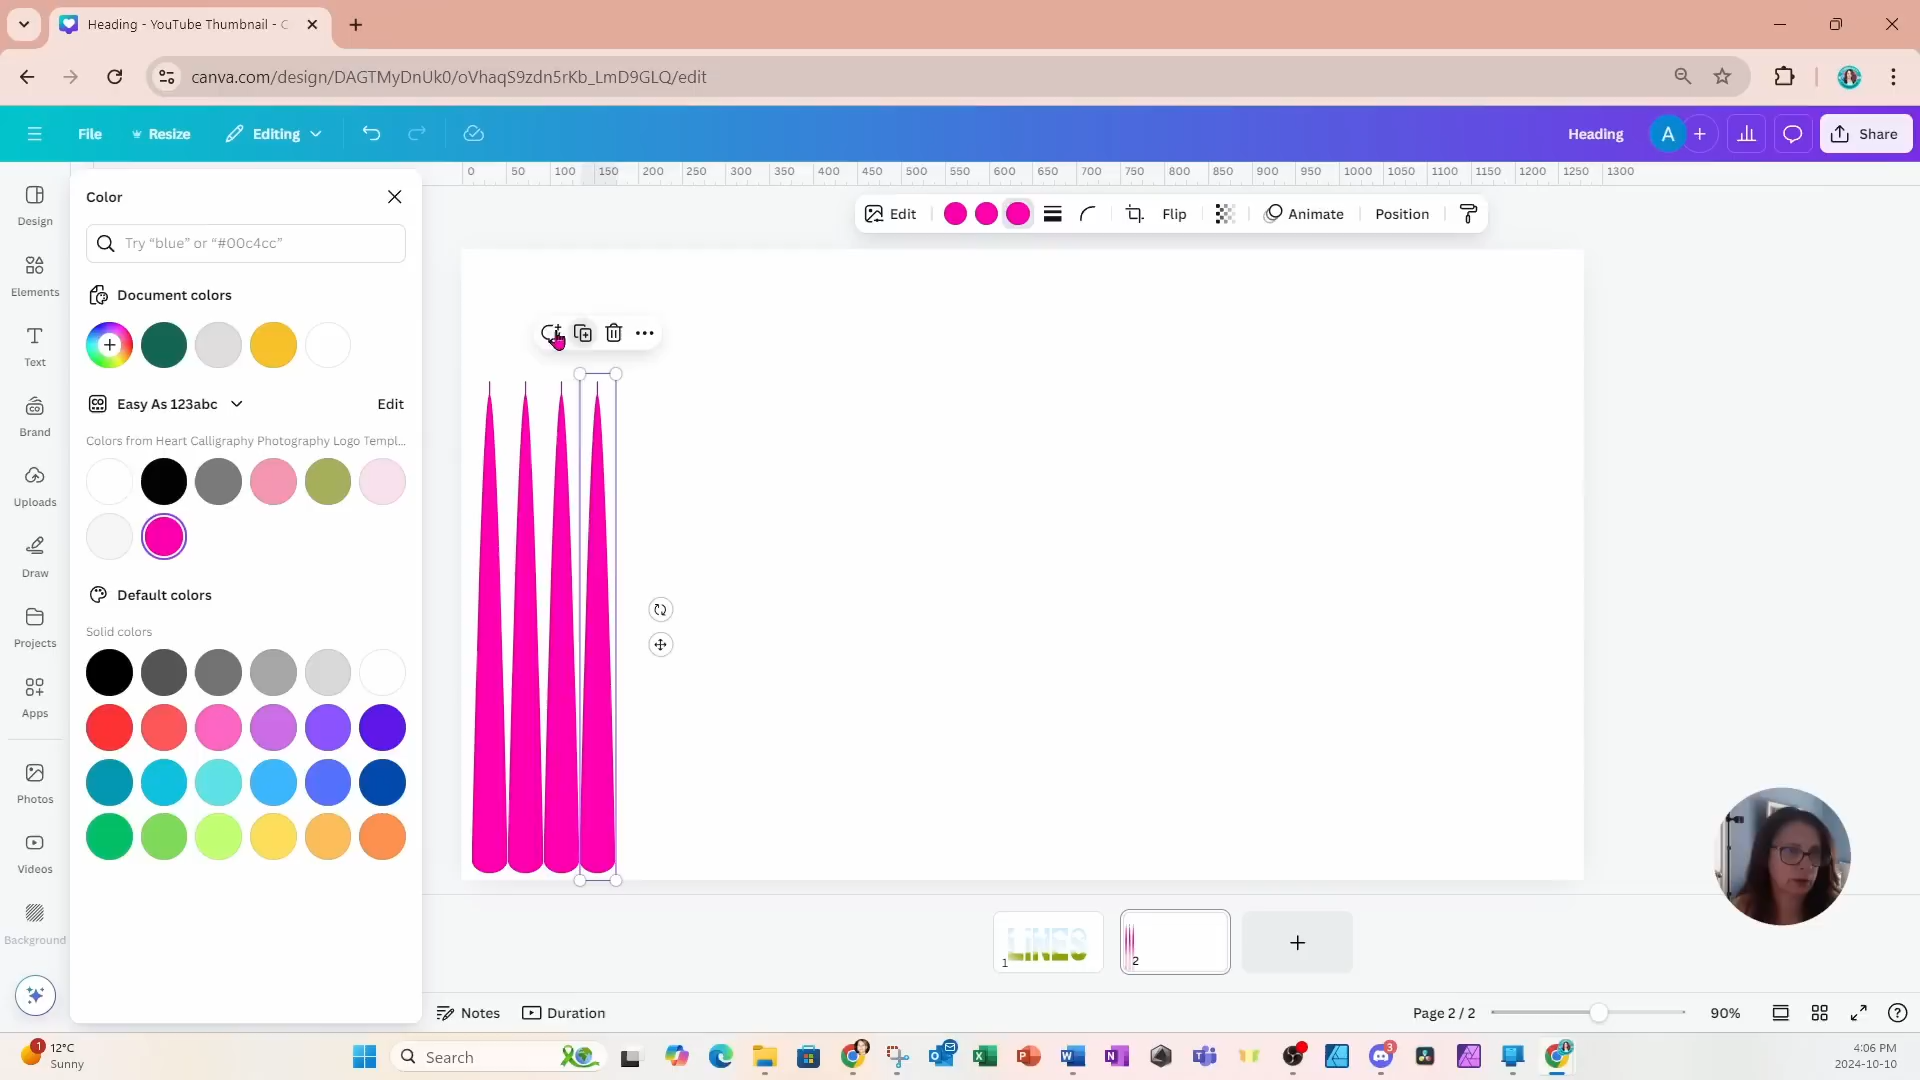 Heading - YouTube Thumbnail - C
canva.com/design/DAGTMyDnUk0/oVhaqS9zdn5rKb_LmD9GLQ/edit
File
Resize
Editing
Heading
A
Share
0 50 100 150 200 250 300 350 400 450 500 550 600 650 700 750 800 850 900 950 1000 1050 1100 1150 1200 1250 1300
Design
Elements
Text
Brand
Uploads
Draw
Projects
Apps
Photos
Videos
Background
Color
Try “blue” or “#00c4cc”
Document colors
Easy As 123abc
Edit
Colors from Heart Calligraphy Photography Logo Templ...
Default colors
Solid colors
Edit
Flip
Animate
Position
LiNES
1
2
Notes
Duration
Page 2 / 2
90%
1
12°C
Sunny
Search
3
4:06 PM
2024-10-10